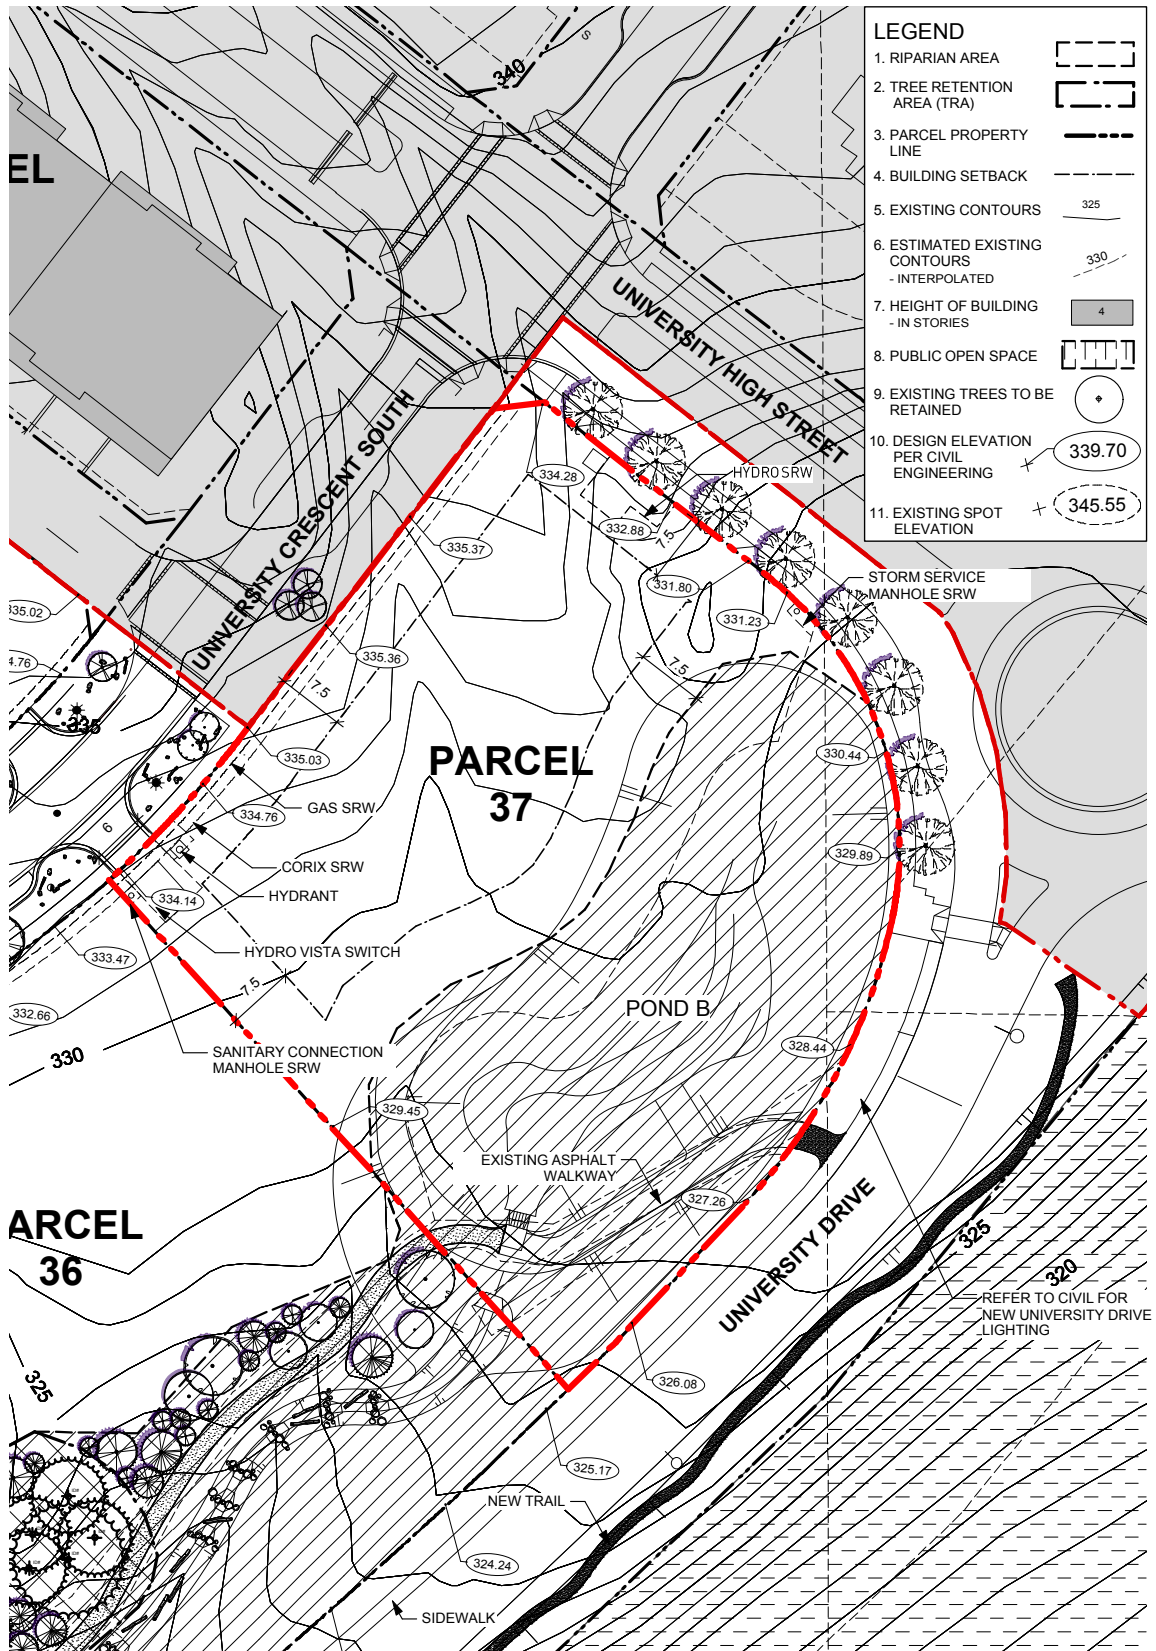 LEGEND
1. RIPARIAN AREA
2. TREE RETENTION
AREA (TRA)
3. PARCEL PROPERTY
LINE
4. BUILDING SETBACK
5. EXISTING CONTOURS
325
6. ESTIMATED EXISTING
CONTOURS
- INTERPOLATED
330
7. HEIGHT OF BUILDING
- IN STORIES
4
8. PUBLIC OPEN SPACE
9. EXISTING TREES TO BE
RETAINED
10. DESIGN ELEVATION
PER CIVIL
ENGINEERING
339.70
11. EXISTING SPOT
ELEVATION
345.55
340
S
EL
UNIVERSITY HIGH STREET
UNIVERSITY CRESCENT SOUTH
334.28
HYDRO SRW
332.88
7.5
335.37
331.80
STORM SERVICE
MANHOLE SRW
331.23
335.02
335.36
7.5
4.76
7.5
335
335.03
330.44
PARCEL
37
GAS SRW
334.76
6
329.89
CORIX SRW
HYDRANT
334.14
HYDRO VISTA SWITCH
333.47
7.5
332.66
POND B
330
SANITARY CONNECTION
MANHOLE SRW
328.44
329.45
EXISTING ASPHALT
WALKWAY
327.26
ARCEL
36
UNIVERSITY DRIVE
325
320
REFER TO CIVIL FOR
NEW UNIVERSITY DRIVE
LIGHTING
325
326.08
325.17
NEW TRAIL
324.24
SIDEWALK